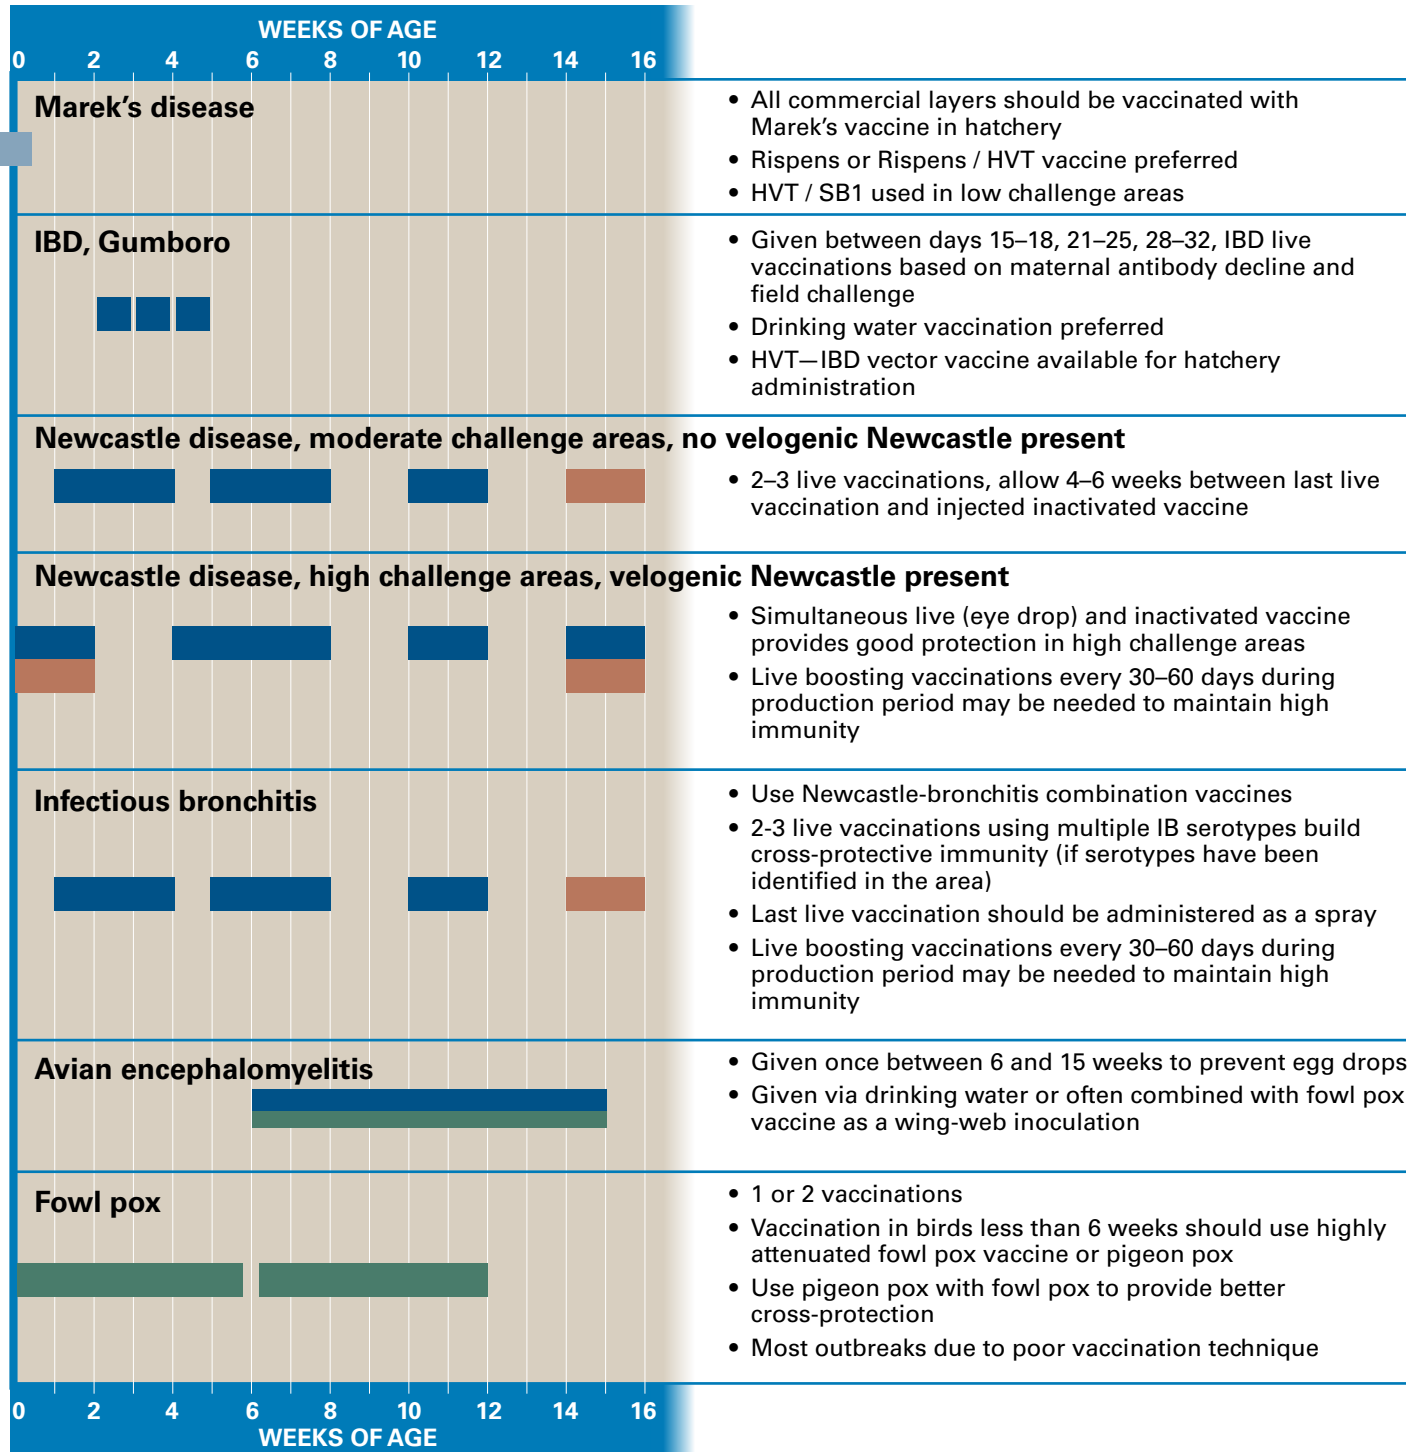 WEEKS OF AGE
0 2 4 6 8 10 12 14 16
Marek’s disease
• All commercial layers should be vaccinated with
Marek’s vaccine in hatchery
• Rispens or Rispens / HVT vaccine preferred
• HVT / SB1 used in low challenge areas
IBD, Gumboro
• Given between days 15–18, 21–25, 28–32, IBD live
vaccinations based on maternal antibody decline and
field challenge
• Drinking water vaccination preferred
• HVT—IBD vector vaccine available for hatchery
administration
Newcastle disease, moderate challenge areas, no velogenic Newcastle present
• 2–3 live vaccinations, allow 4–6 weeks between last live
vaccination and injected inactivated vaccine
Newcastle disease, high challenge areas, velogenic Newcastle present
• Simultaneous live (eye drop) and inactivated vaccine
provides good protection in high challenge areas
• Live boosting vaccinations every 30–60 days during
production period may be needed to maintain high
immunity
Infectious bronchitis
• Use Newcastle-bronchitis combination vaccines
• 2-3 live vaccinations using multiple IB serotypes build
cross-protective immunity (if serotypes have been
identified in the area)
• Last live vaccination should be administered as a spray
• Live boosting vaccinations every 30–60 days during
production period may be needed to maintain high
immunity
Avian encephalomyelitis
• Given once between 6 and 15 weeks to prevent egg drops
• Given via drinking water or often combined with fowl pox
vaccine as a wing-web inoculation
Fowl pox
• 1 or 2 vaccinations
• Vaccination in birds less than 6 weeks should use highly
attenuated fowl pox vaccine or pigeon pox
• Use pigeon pox with fowl pox to provide better
cross-protection
• Most outbreaks due to poor vaccination technique
0 2 4 6 8 10 12 14 16
WEEKS OF AGE